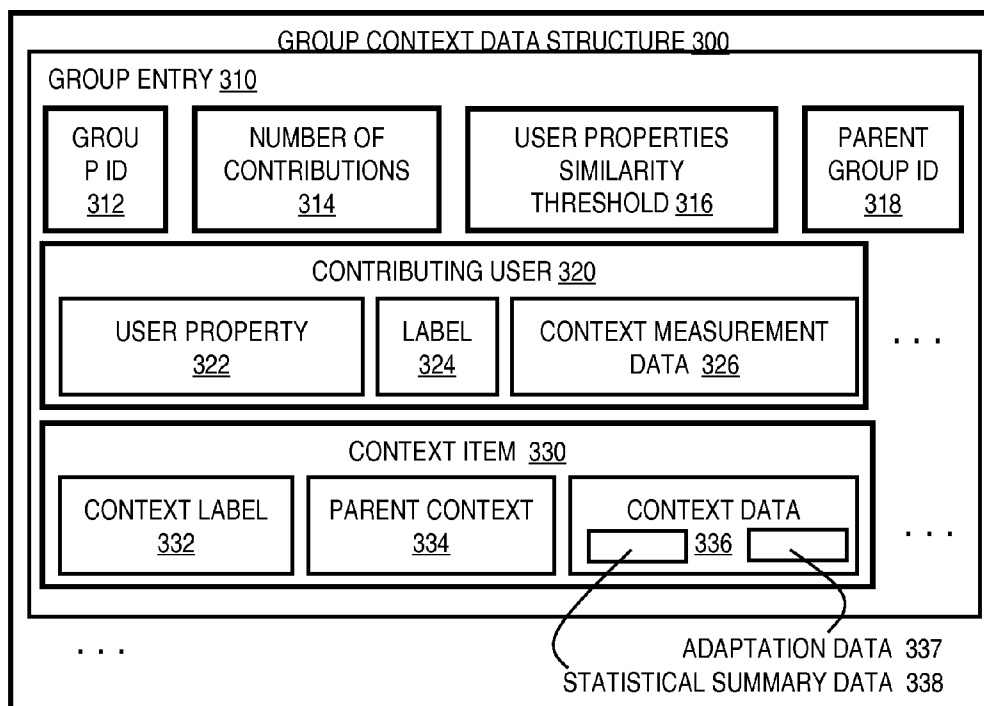 GROUP CONTEXT DATA STRUCTURE 300
GROUP ENTRY 310
GROU
P ID
312
NUMBER OF
CONTRIBUTIONS
314
USER PROPERTIES
SIMILARITY
THRESHOLD 316
PARENT
GROUP ID
318
CONTRIBUTING USER 320
USER PROPERTY
322
LABEL
324
CONTEXT MEASUREMENT
DATA 326
. . .
CONTEXT ITEM 330
CONTEXT LABEL
332
PARENT CONTEXT
334
CONTEXT DATA
336
. . .
. . .
ADAPTATION DATA 337
STATISTICAL SUMMARY DATA 338